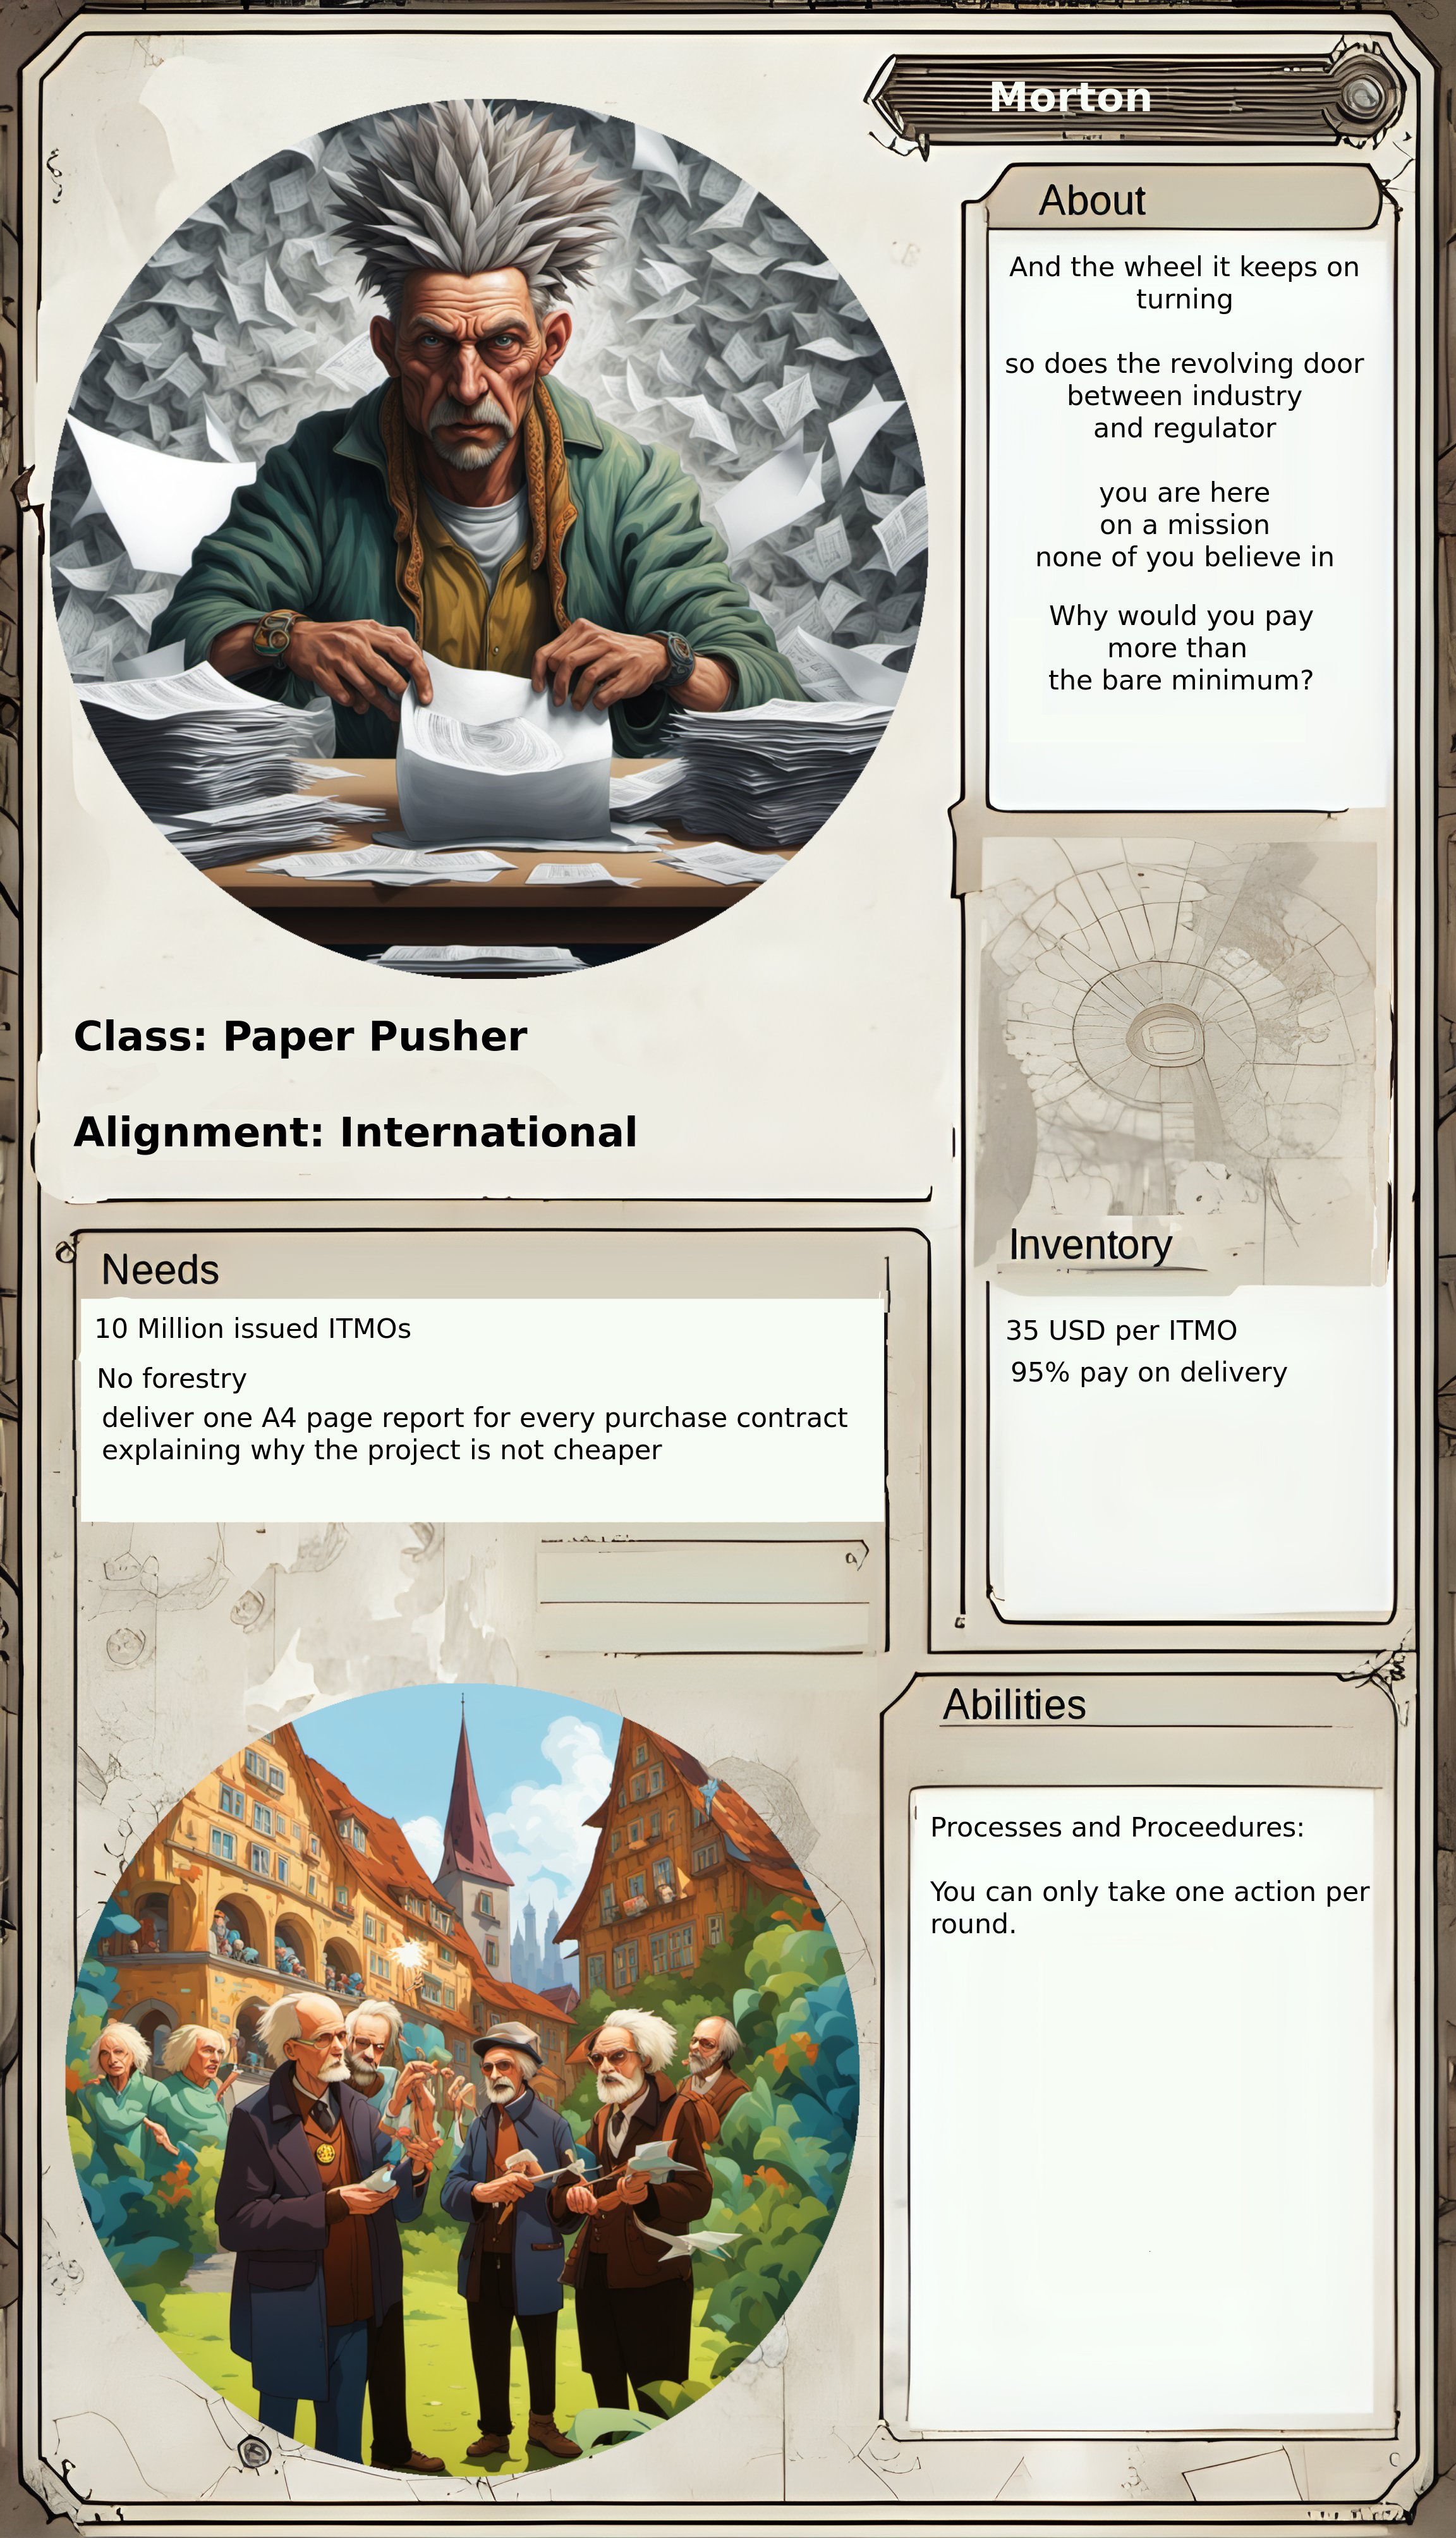 Morton
About
And the wheel it keeps on
turning
so does the revolving door
between industry
and regulator
you are here
on a mission
none of you believe in
Why would you pay
more than
the bare minimum?
Class: Paper Pusher
Alignment: International
Needs
10 Million issued ITMOs
No forestry
deliver one A4 page report for every purchase contract
explaining why the project is not cheaper
Inventory
35 USD per ITMO
95% pay on delivery
Abilities
Processes and Proceedures:
You can only take one action per
round.